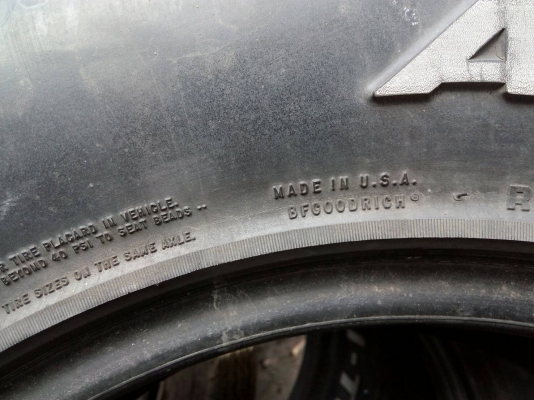 A
MADE IN U.S.A.
BFGOODRICH®
R
R TIRE PLACARD IN VEHICLE.
BEYOND 40 PSI TO SEAT BEADS --
TIRE SIZES ON THE SAME AXLE.